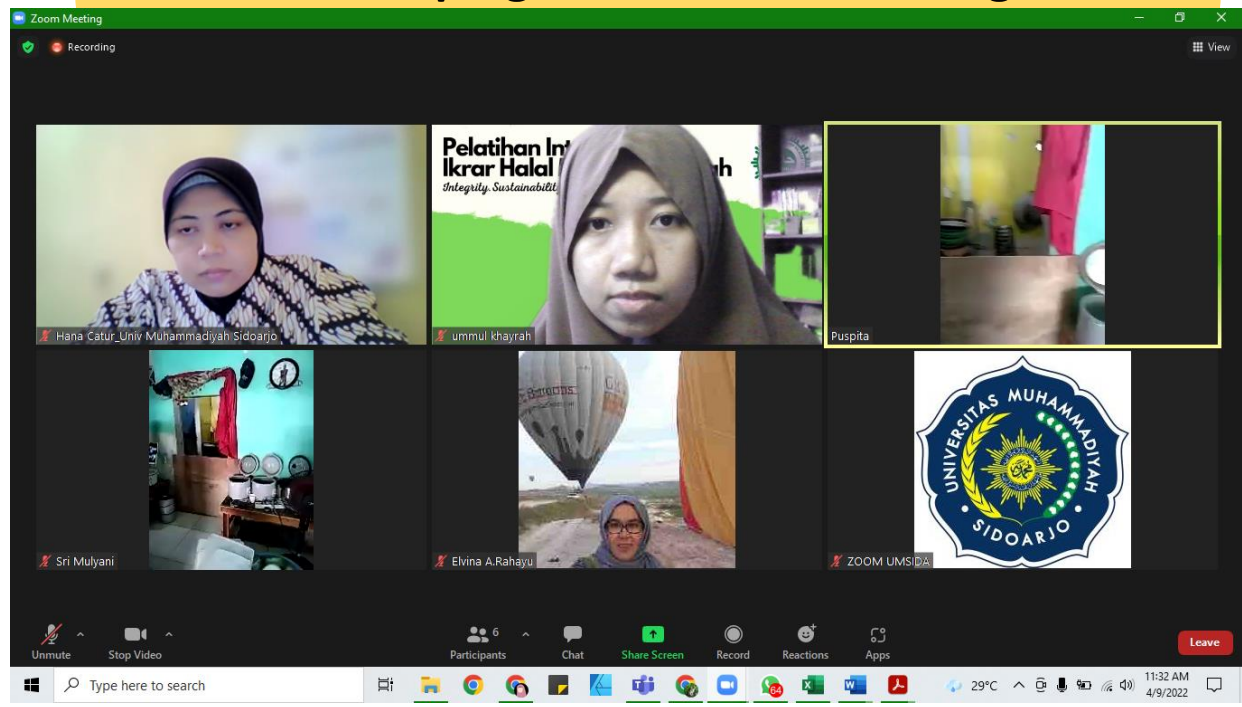 Zoom Meeting
Recording
View
Hana Catur_Univ Muhammadiyah Sidoarjo
Pelatihan
Ikrar Halal
Integrity. Sustainability
ummul khayrah
Puspita
Sri Mulyani
Elvina A.Rahayu
UNIVERSITAS MUHAMMADIYAH
SIDOARJO
ZOOM UMSIDA
Unmute
Stop Video
6
Participants
Chat
Share Screen
Record
Reactions
Apps
Leave
Type here to search
64
29°C
11:32 AM
4/9/2022